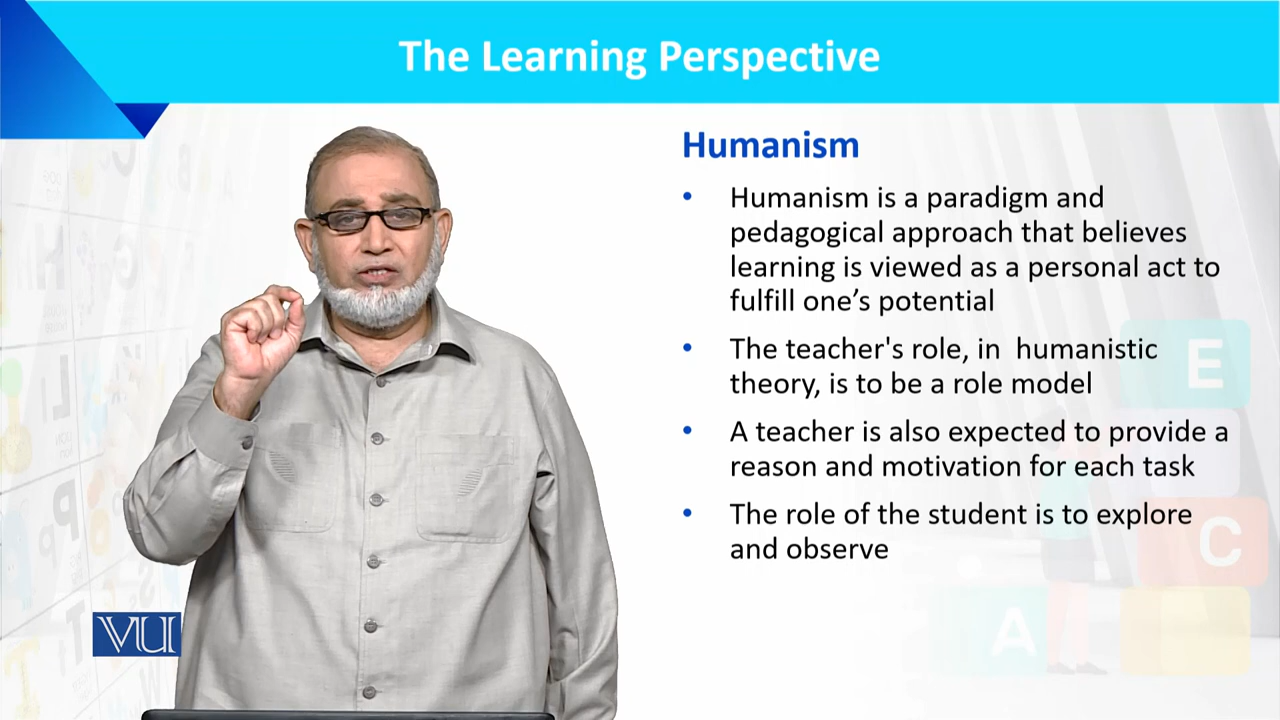 The Learning Perspective
Humanism
• Humanism is a paradigm and
pedagogical approach that believes
learning is viewed as a personal act to
fulfill one’s potential
• The teacher's role, in humanistic
theory, is to be a role model
• A teacher is also expected to provide a
reason and motivation for each task
• The role of the student is to explore
and observe
E
C
A
VU